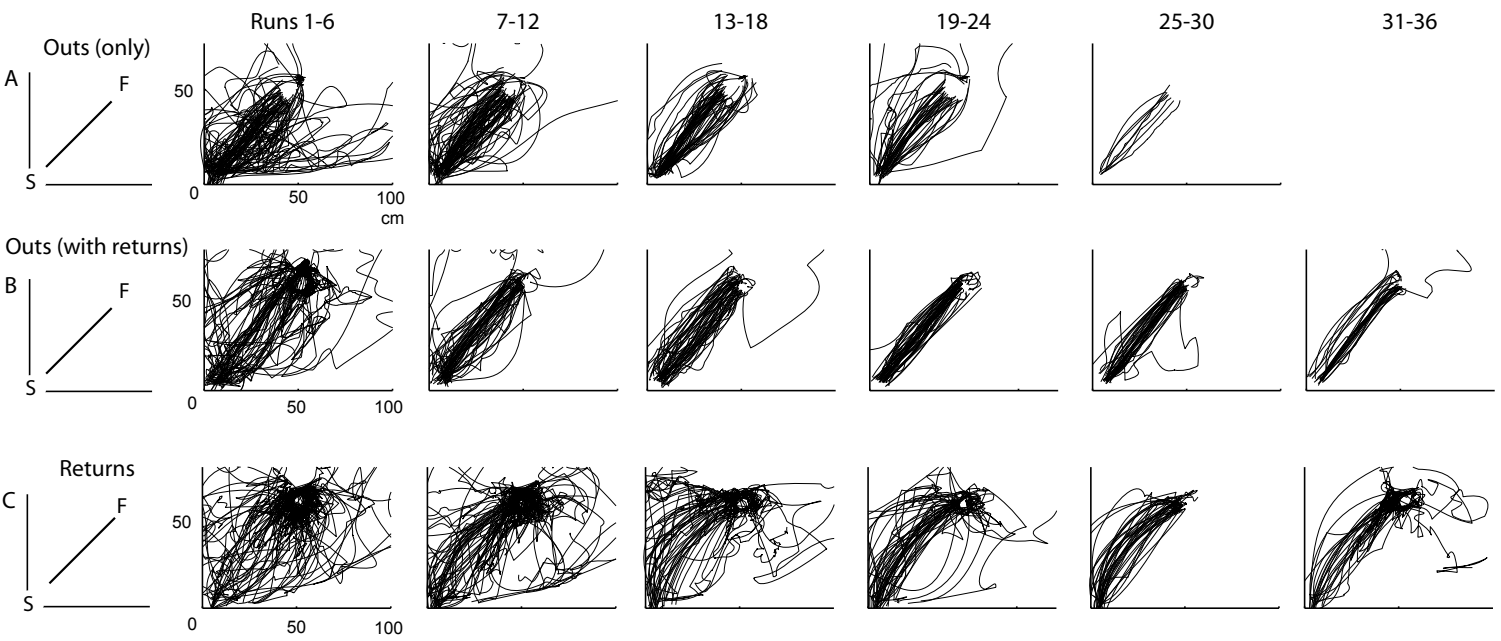 Runs 1-6 7-12 13-18 19-24 25-30 31-36
Outs (only)
A
F
S
50
0 50 100
cm
Outs (with returns)
B
F
S
50
0 50 100
Returns
C
F
S
50
0 50 100